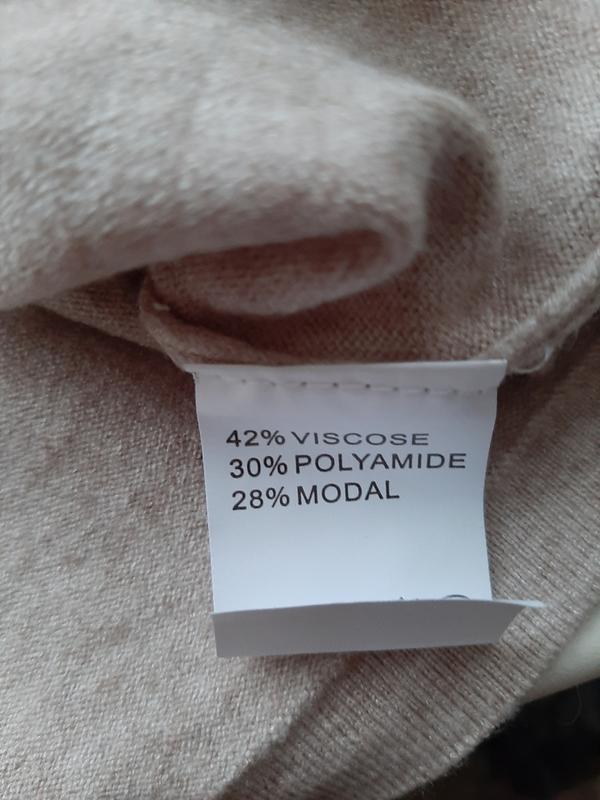 42% VISCOSE
30% POLYAMIDE
28% MODAL